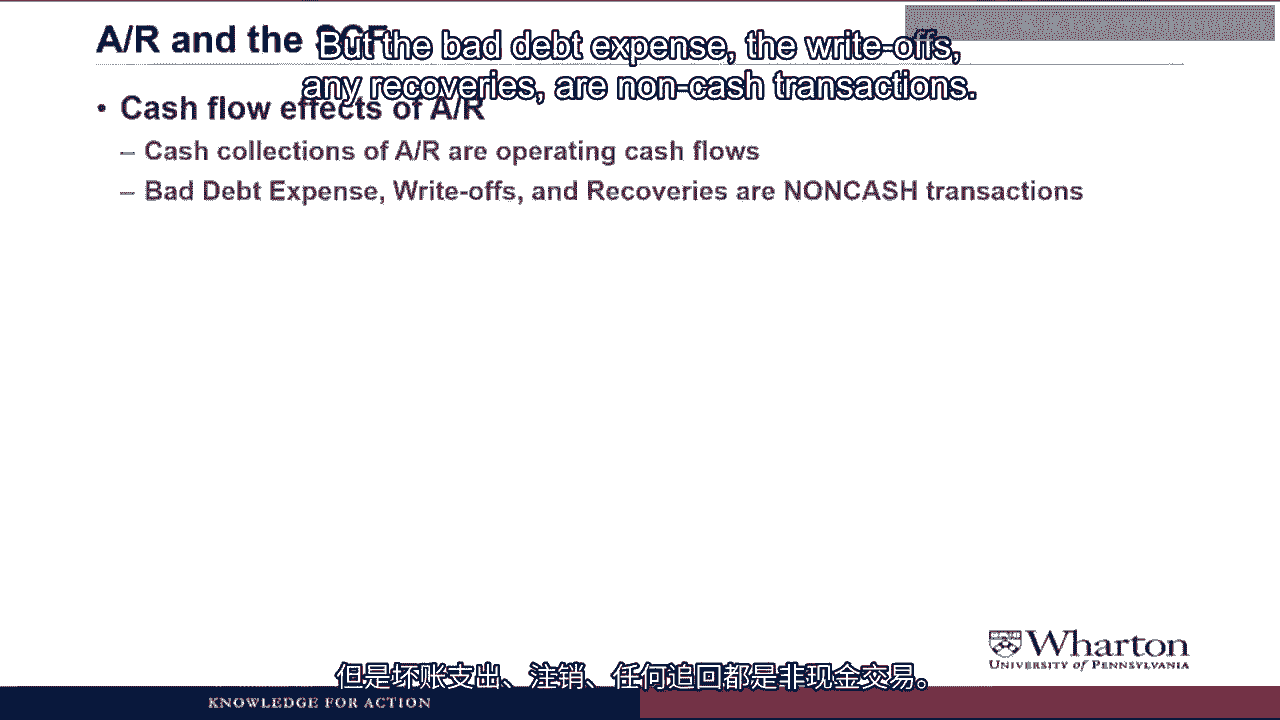 A/R and the SCF
But the bad debt expense, the write-offs,
any recoveries, are non-cash transactions.
• Cash flow effects of A/R
– Cash collections of A/R are operating cash flows
– Bad Debt Expense, Write-offs, and Recoveries are NONCASH transactions
Wharton
UNIVERSITY of PENNSYLVANIA
但是坏账支出、注销、任何追回都是非现金交易。
KNOWLEDGE FOR ACTION